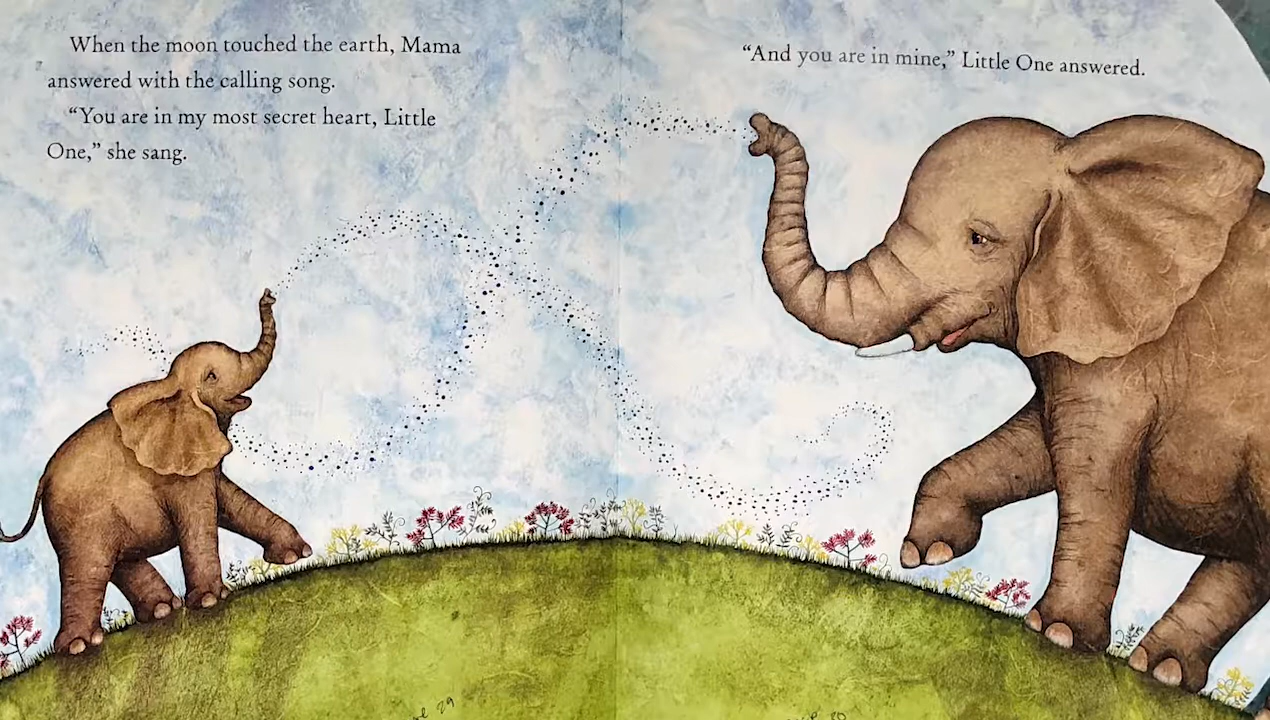 When the moon touched the earth, Mama
answered with the calling song.
“You are in my most secret heart, Little
One,” she sang.
“And you are in mine,” Little One answered.
29